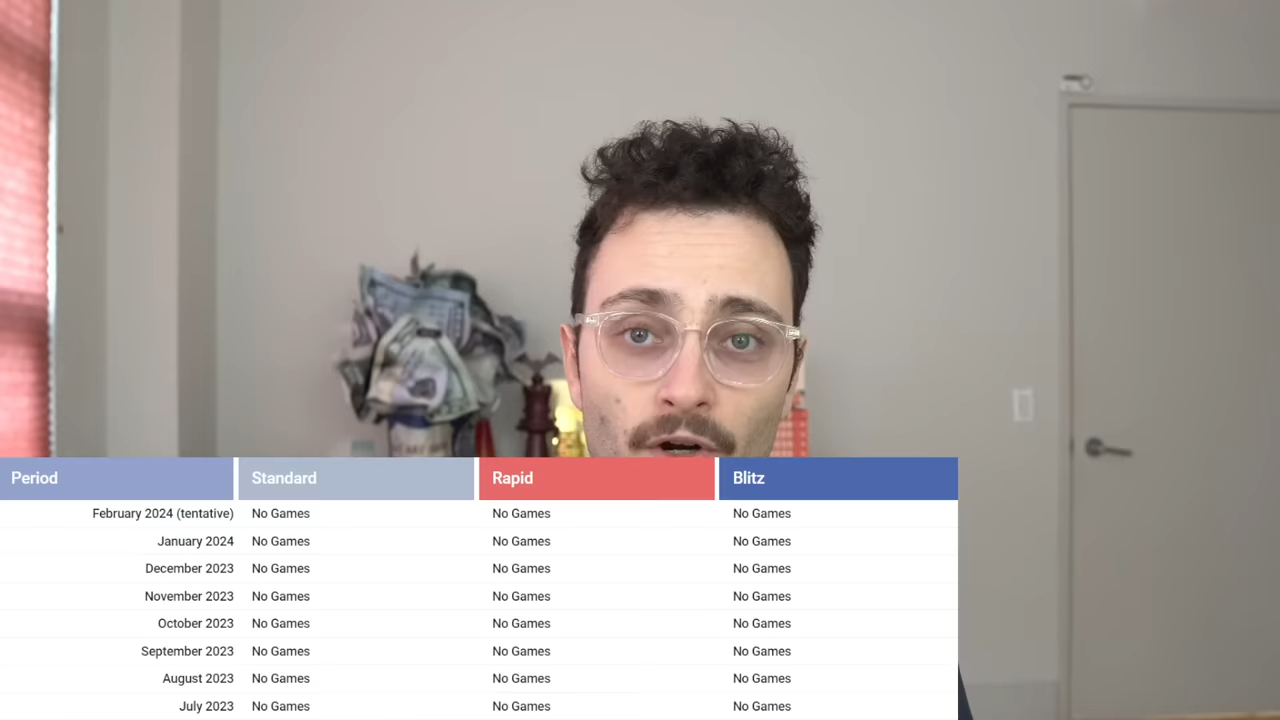 Period Standard Rapid Blitz
February 2024 (tentative) No Games No Games No Games
January 2024 No Games No Games No Games
December 2023 No Games No Games No Games
November 2023 No Games No Games No Games
October 2023 No Games No Games No Games
September 2023 No Games No Games No Games
August 2023 No Games No Games No Games
July 2023 No Games No Games No Games